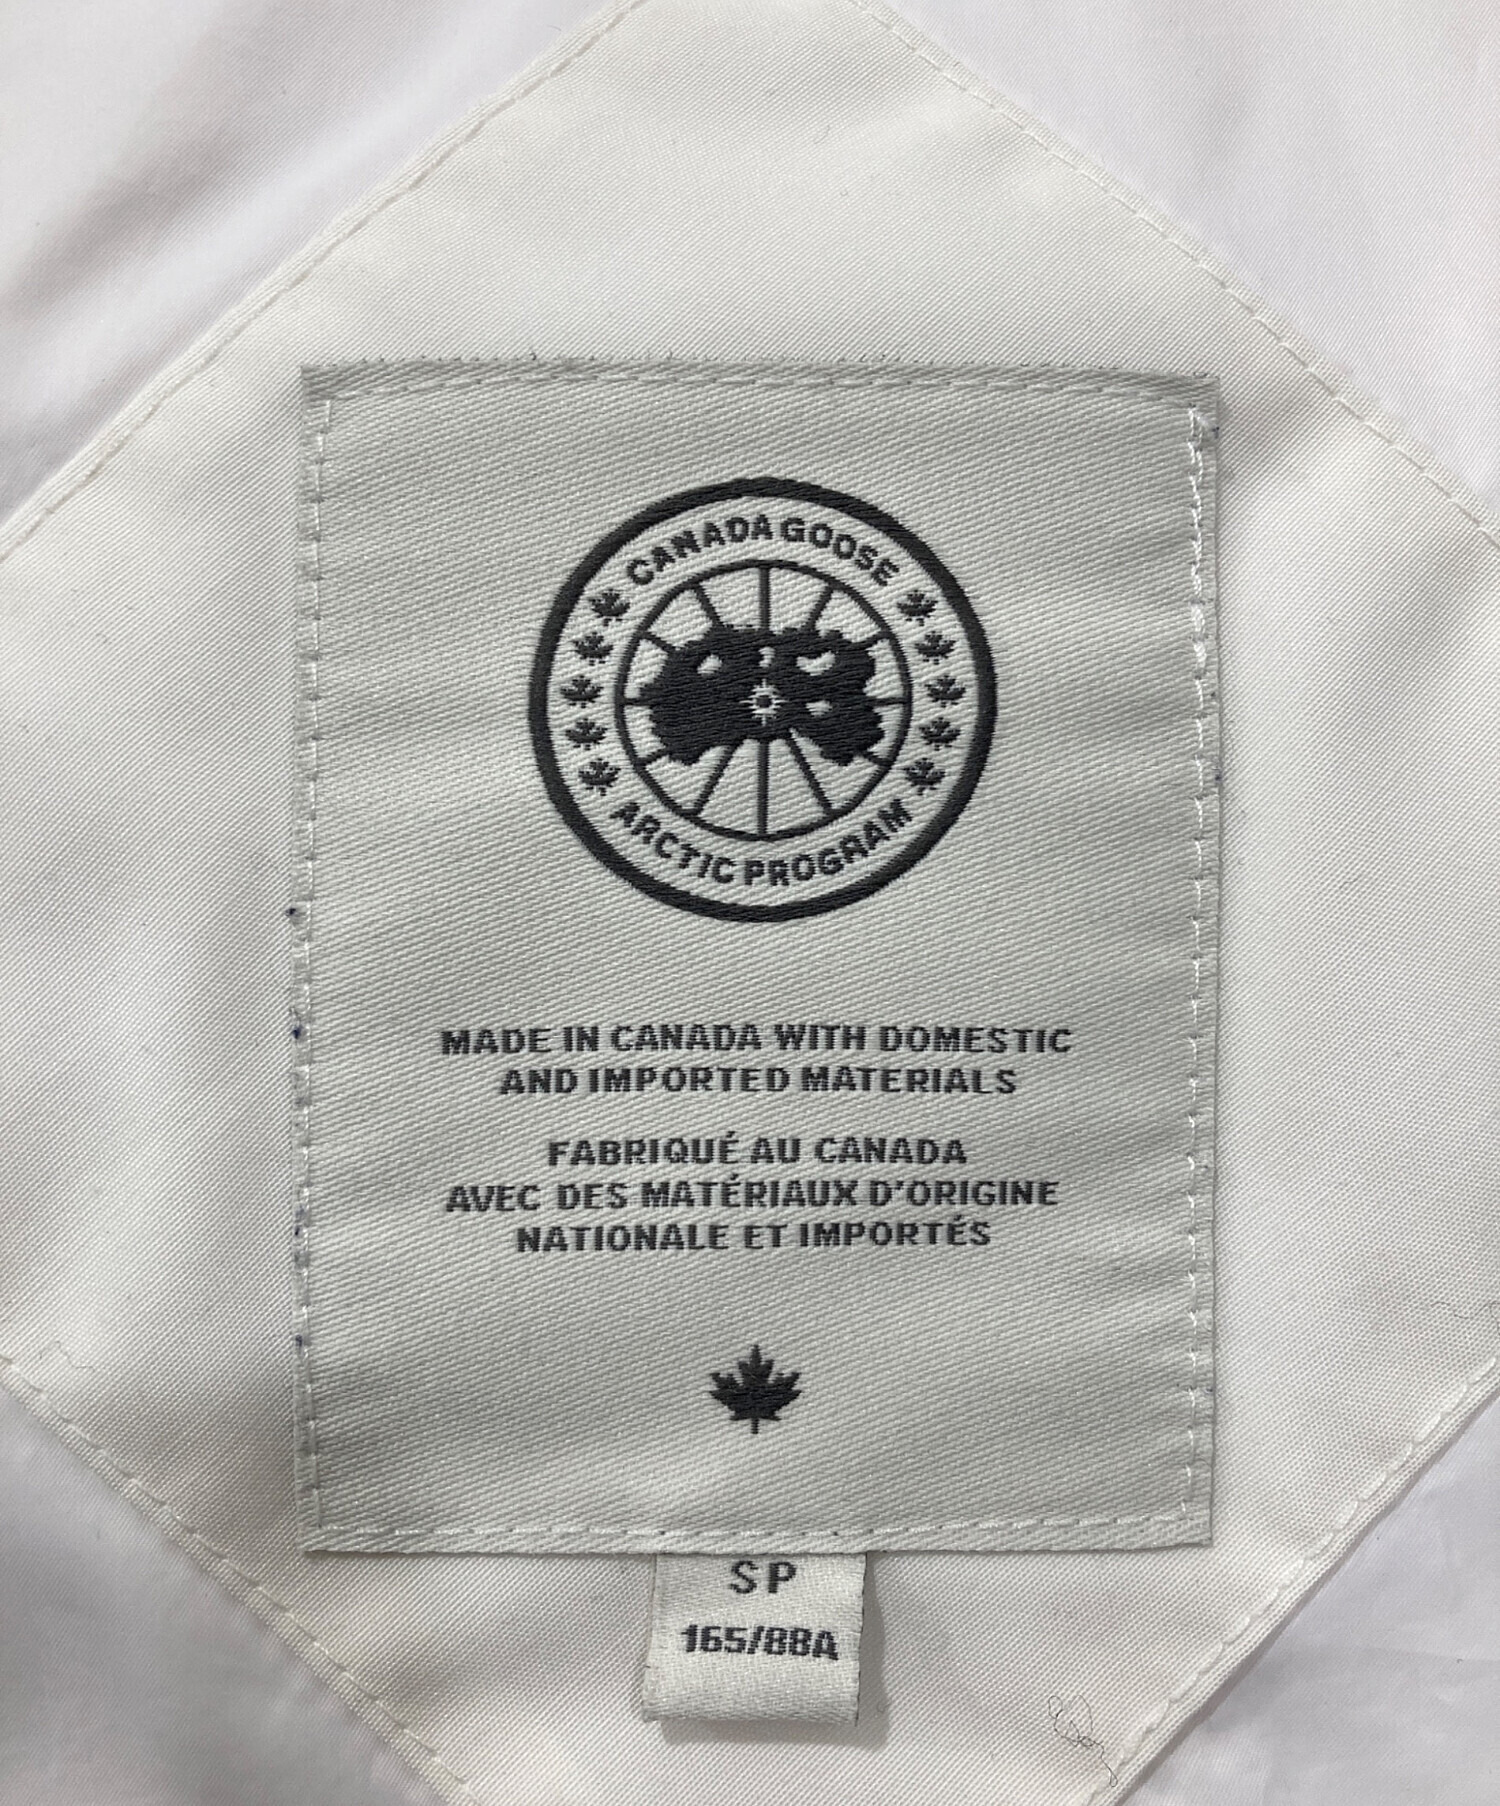 CANADA GOOSE
ARCTIC PROGRAM
MADE IN CANADA WITH DOMESTIC
AND IMPORTED MATERIALS
FABRIQUÉ AU CANADA
AVEC DES MATÉRIAUX D'ORIGINE
NATIONALE ET IMPORTÉS
SP
165/88A